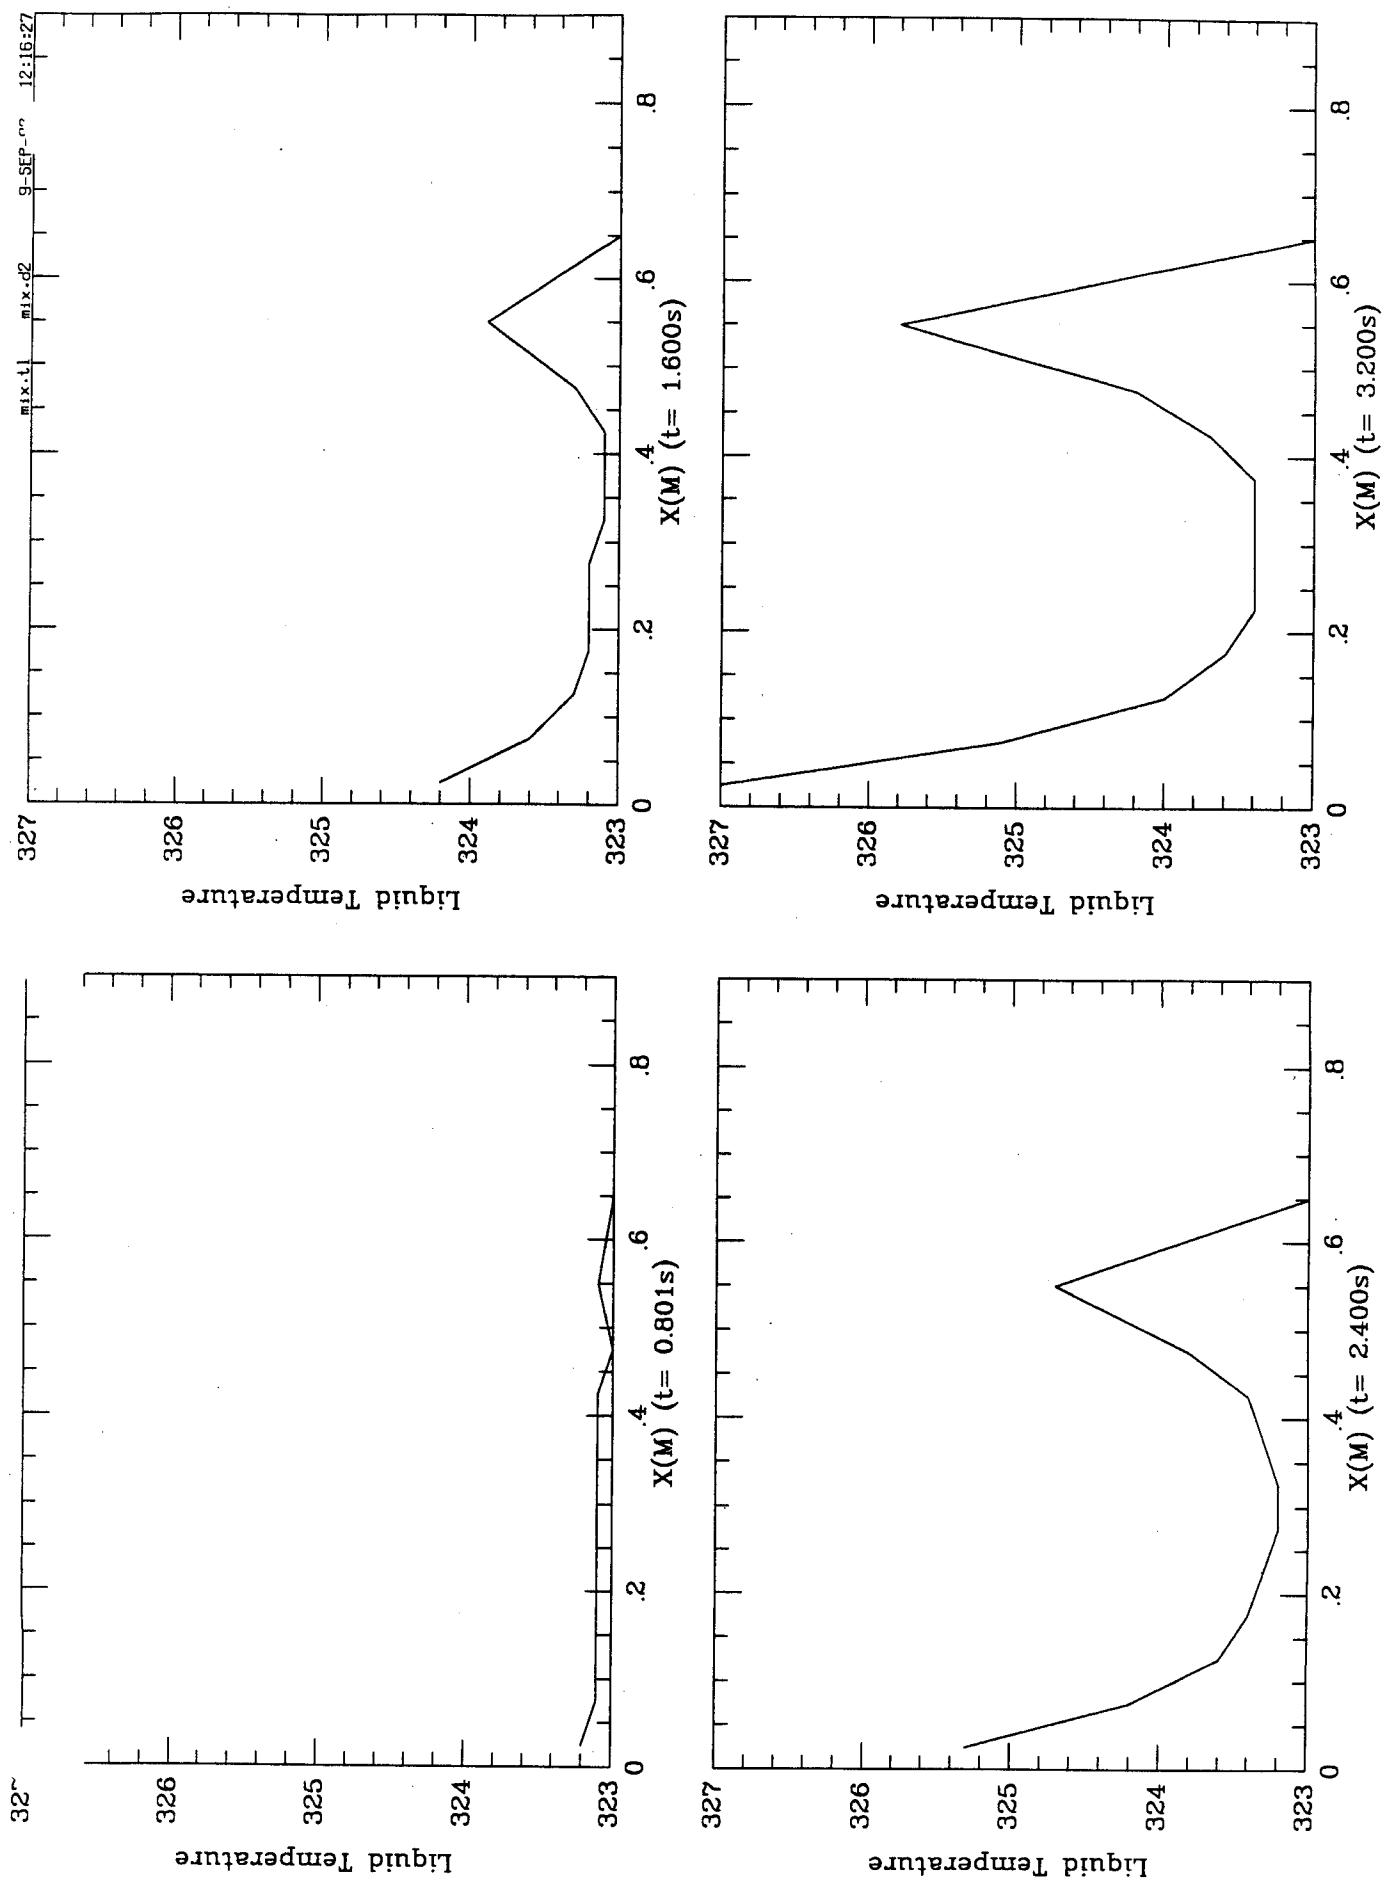 mix.t1 mix.d2 9-SEP- 12:16:27
Liquid Temperature
326
325
324
323
0 .2 .4 .6 .8
X(M) (t= 0.801s)
Liquid Temperature
327
326
325
324
323
0 .2 .4 .6 .8
X(M) (t= 1.600s)
Liquid Temperature
327
326
325
324
323
0 .2 .4 .6 .8
X(M) (t= 2.400s)
Liquid Temperature
327
326
325
324
323
0 .2 .4 .6 .8
X(M) (t= 3.200s)